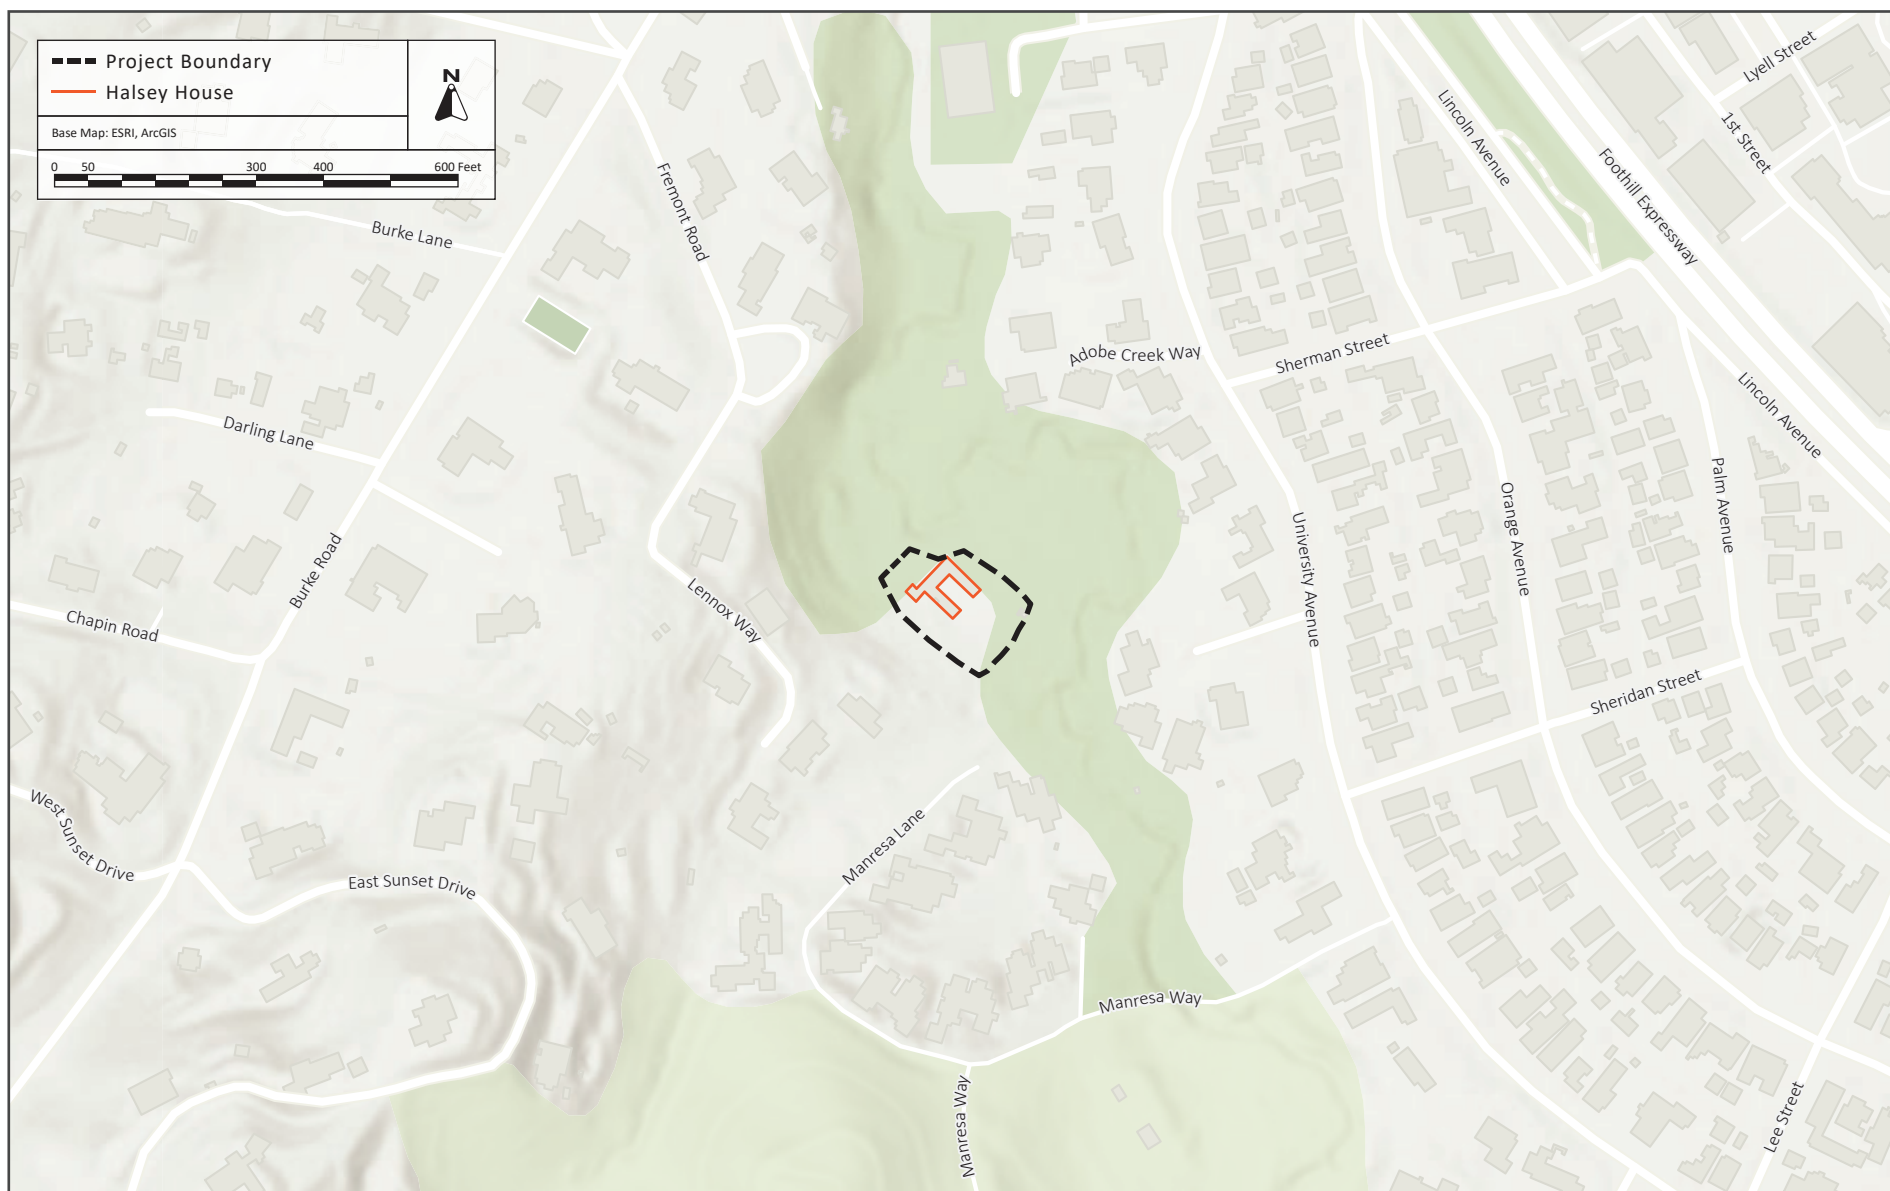 Project Boundary
Halsey House
N
Base Map: ESRI, ArcGIS
0 50 300 400 600 Feet
Lyell Street
1st Street
Lincoln Avenue
Foothill Expressway
Fremont Road
Burke Lane
Adobe Creek Way
Sherman Street
Lincoln Avenue
Darling Lane
Palm Avenue
Orange Avenue
University Avenue
Burke Road
Lennox Way
Chapin Road
Sheridan Street
West Sunset Drive
Manresa Lane
East Sunset Drive
Manresa Way
Manresa Way
Lee Street